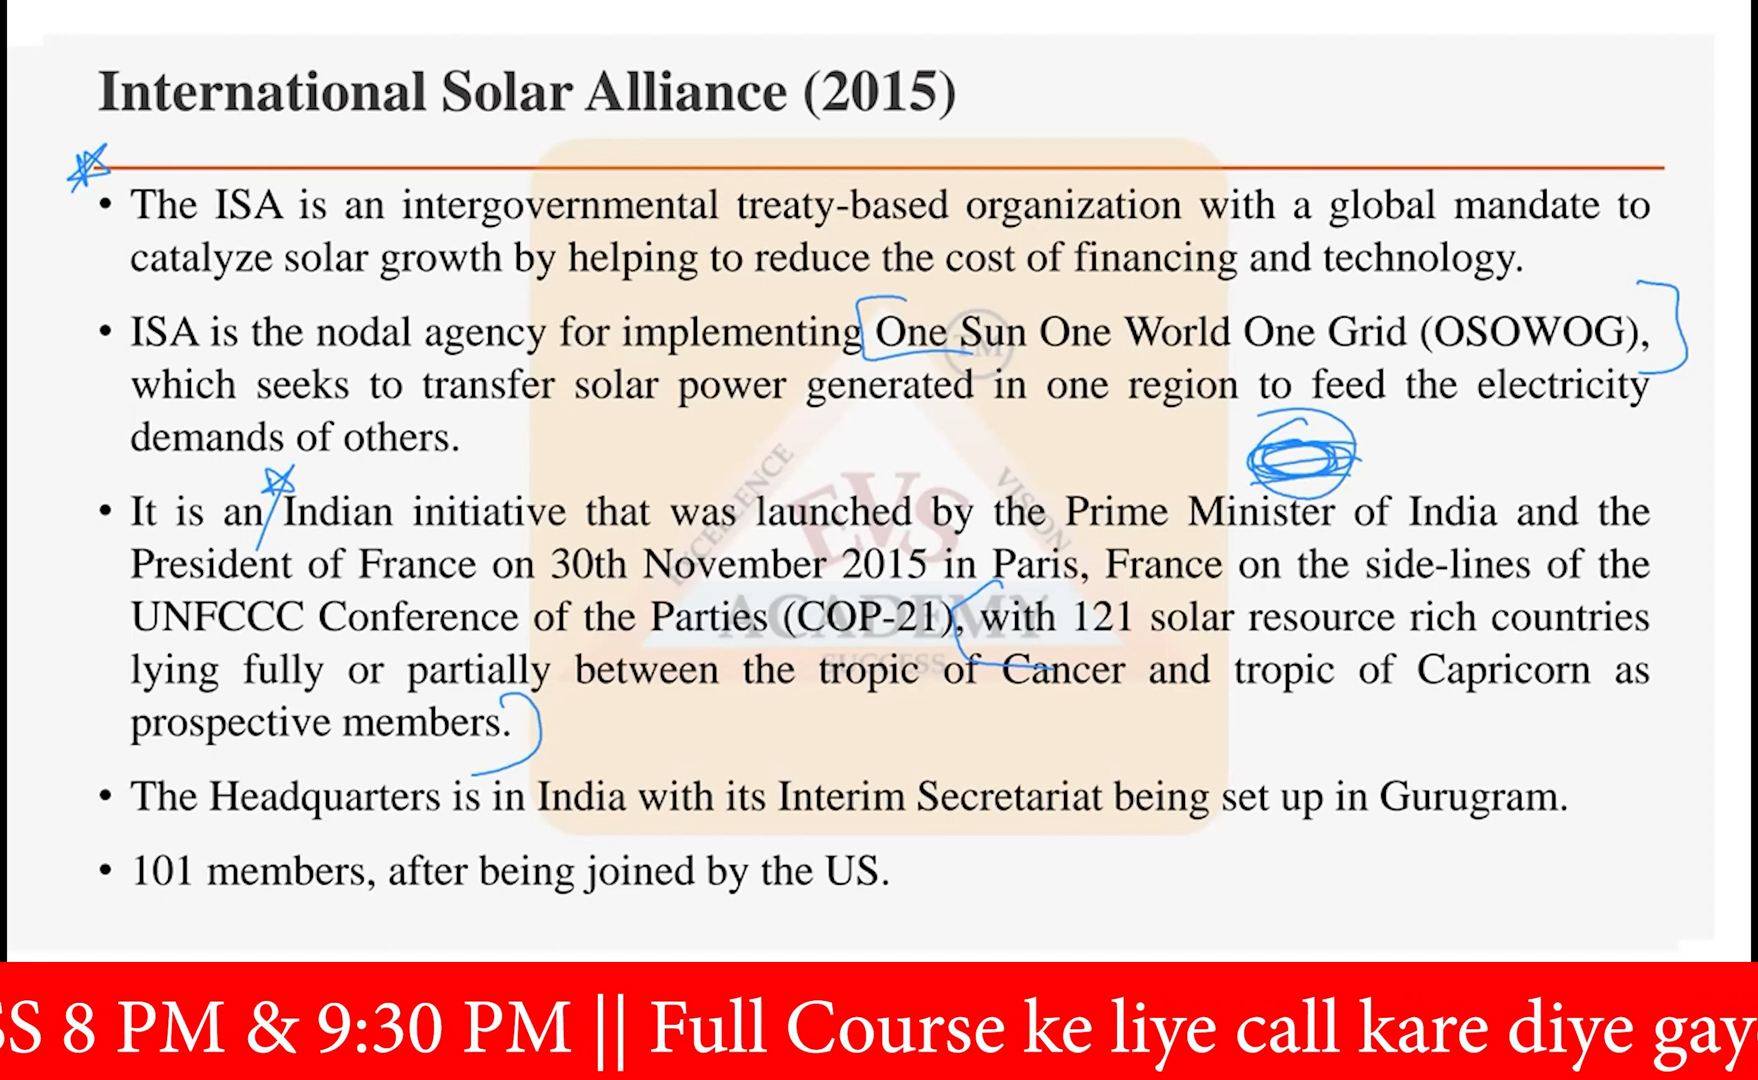 International Solar Alliance (2015)
• The ISA is an intergovernmental treaty-based organization with a global mandate to
catalyze solar growth by helping to reduce the cost of financing and technology.
• ISA is the nodal agency for implementing One Sun One World One Grid (OSOWOG),
which seeks to transfer solar power generated in one region to feed the electricity
demands of others.
• It is an Indian initiative that was launched by the Prime Minister of India and the
President of France on 30th November 2015 in Paris, France on the side-lines of the
UNFCCC Conference of the Parties (COP-21), with 121 solar resource rich countries
lying fully or partially between the tropic of Cancer and tropic of Capricorn as
prospective members.
• The Headquarters is in India with its Interim Secretariat being set up in Gurugram.
• 101 members, after being joined by the US.
TM
EXCELLENCE
VISION
EVS
ACADEMY
SUCCESS
SS 8 PM & 9:30 PM || Full Course ke liye call kare diye gay